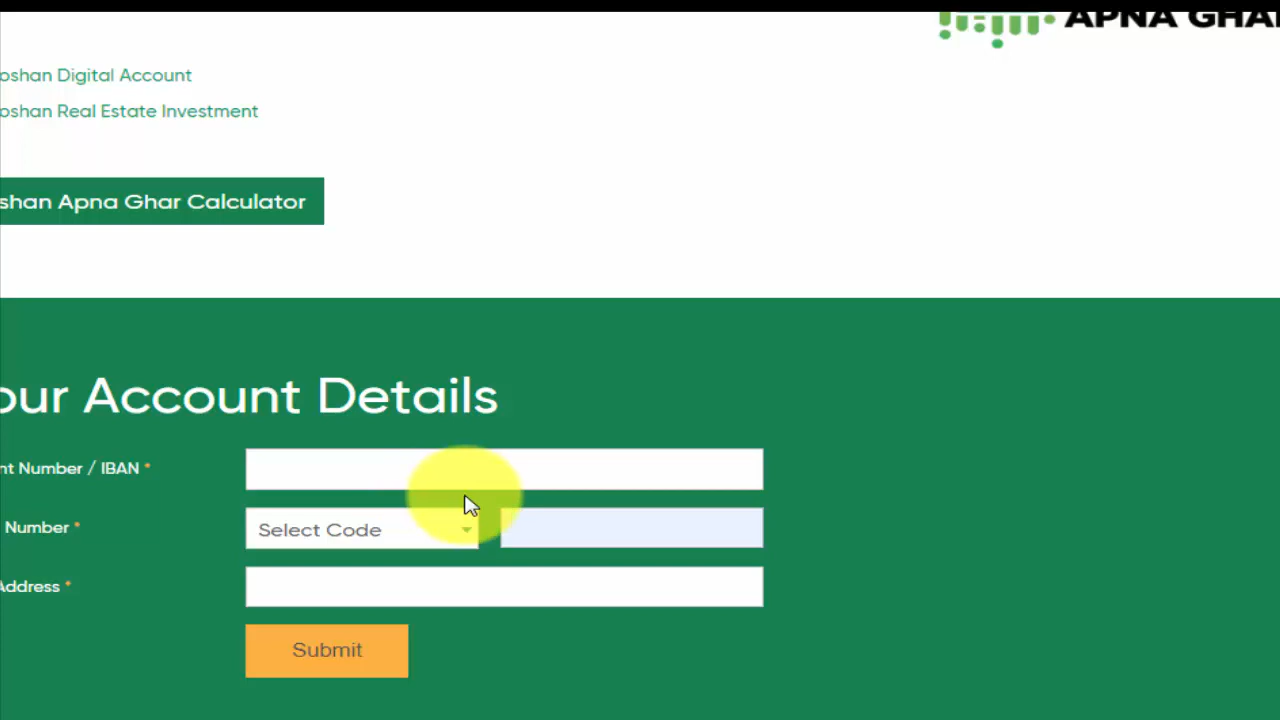 APNA GHA
oshan Digital Account
oshan Real Estate Investment
shan Apna Ghar Calculator
our Account Details
nt Number / IBAN *
Number *
Select Code
Address *
Submit